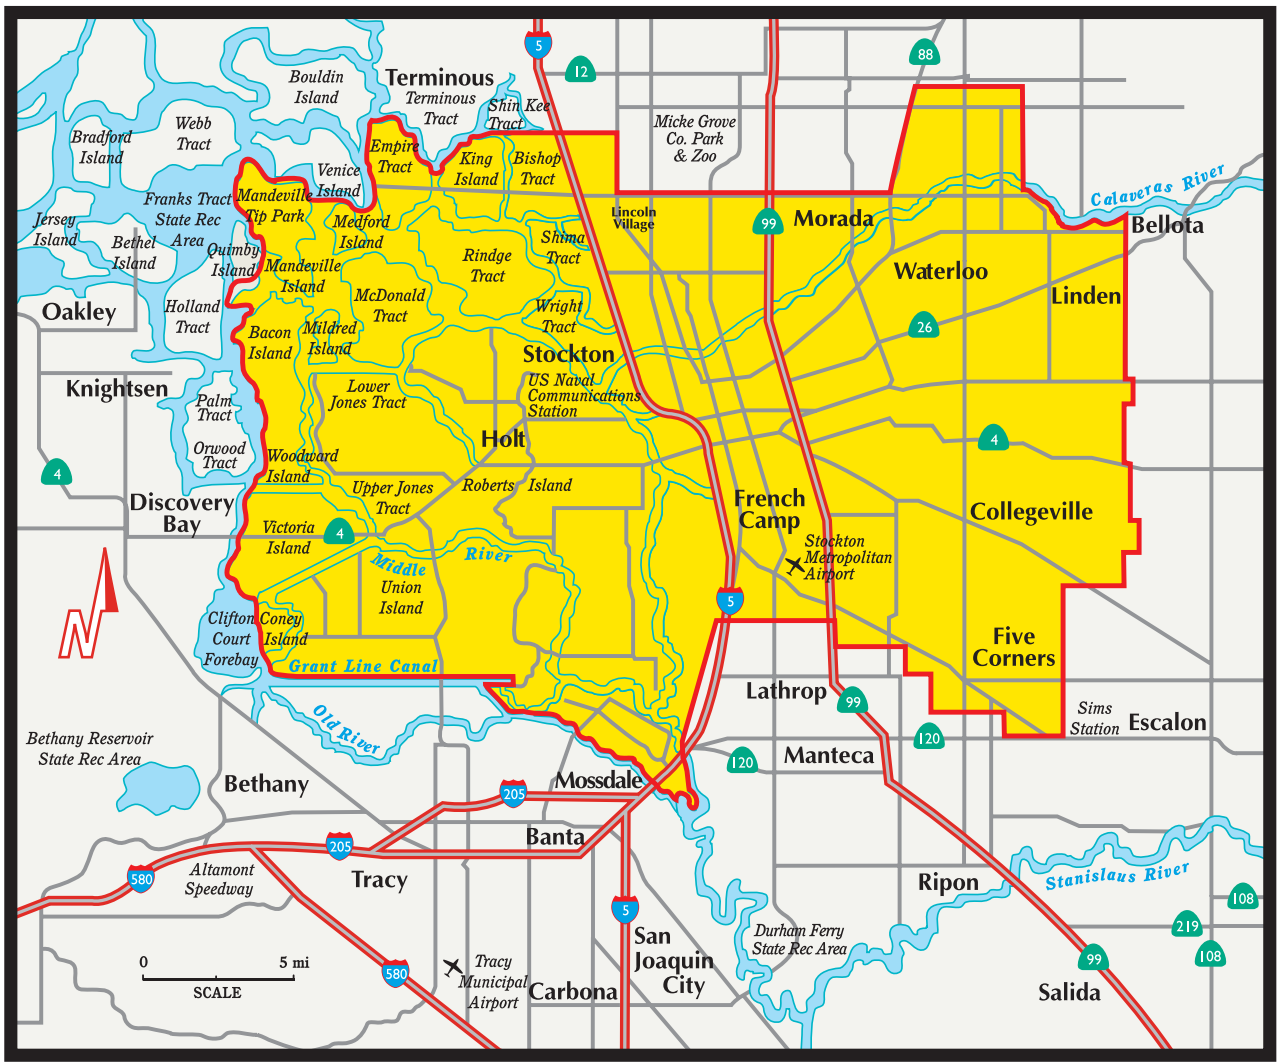 5
12
88
Bouldin
Island
Terminous
Terminous
Tract
Shin Kee
Tract
Webb
Tract
Bradford
Island
Micke Grove
Co. Park
& Zoo
Empire
Tract
King
Island
Bishop
Tract
Venice
Island
Calaveras River
Franks Tract
State Rec
Area
Mandeville
Tip Park
Medford
Island
Lincoln
Village
99
Morada
Bellota
Jersey
Island
Bethel
Island
Quimby
Island
Mandeville
Island
Rindge
Tract
Shima
Tract
Waterloo
Linden
Oakley
Holland
Tract
McDonald
Tract
Wright
Tract
Bacon
Island
Mildred
Island
26
Stockton
US Naval
Communications
Station
Knightsen
Palm
Tract
Lower
Jones Tract
Holt
4
Orwood
Tract
Woodward
Island
4
Discovery
Bay
Upper Jones
Tract
Roberts Island
French
Camp
Collegeville
Victoria
Island
4
Middle River
Stockton
Metropolitan
Airport
Union
Island
5
N
Clifton
Court
Forebay
Coney
Island
Five
Corners
Grant Line Canal
Lathrop
99
Sims
Station
Escalon
Old River
Bethany Reservoir
State Rec Area
120
120
Manteca
Bethany
Mossdale
205
Banta
205
580
Altamont
Speedway
Tracy
Ripon
Stanislaus River
5
108
219
108
San
Joaquin
City
Durham Ferry
State Rec Area
99
0 5 mi
SCALE
580
Tracy
Municipal
Airport
Carbona
Salida